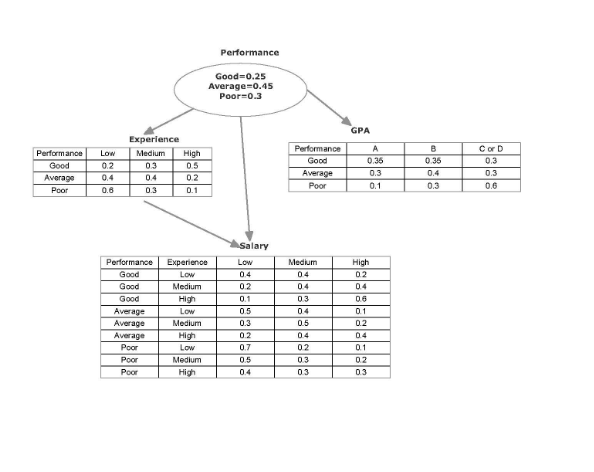 Performance
Good=0.25
Average=0.45
Poor=0.3
Experience
Performance Low Medium High
Good 0.2 0.3 0.5
Average 0.4 0.4 0.2
Poor 0.6 0.3 0.1
GPA
Performance A B C or D
Good 0.35 0.35 0.3
Average 0.3 0.4 0.3
Poor 0.1 0.3 0.6
Salary
Performance Experience Low Medium High
Good Low 0.4 0.4 0.2
Good Medium 0.2 0.4 0.4
Good High 0.1 0.3 0.6
Average Low 0.5 0.4 0.1
Average Medium 0.3 0.5 0.2
Average High 0.2 0.4 0.4
Poor Low 0.7 0.2 0.1
Poor Medium 0.5 0.3 0.2
Poor High 0.4 0.3 0.3